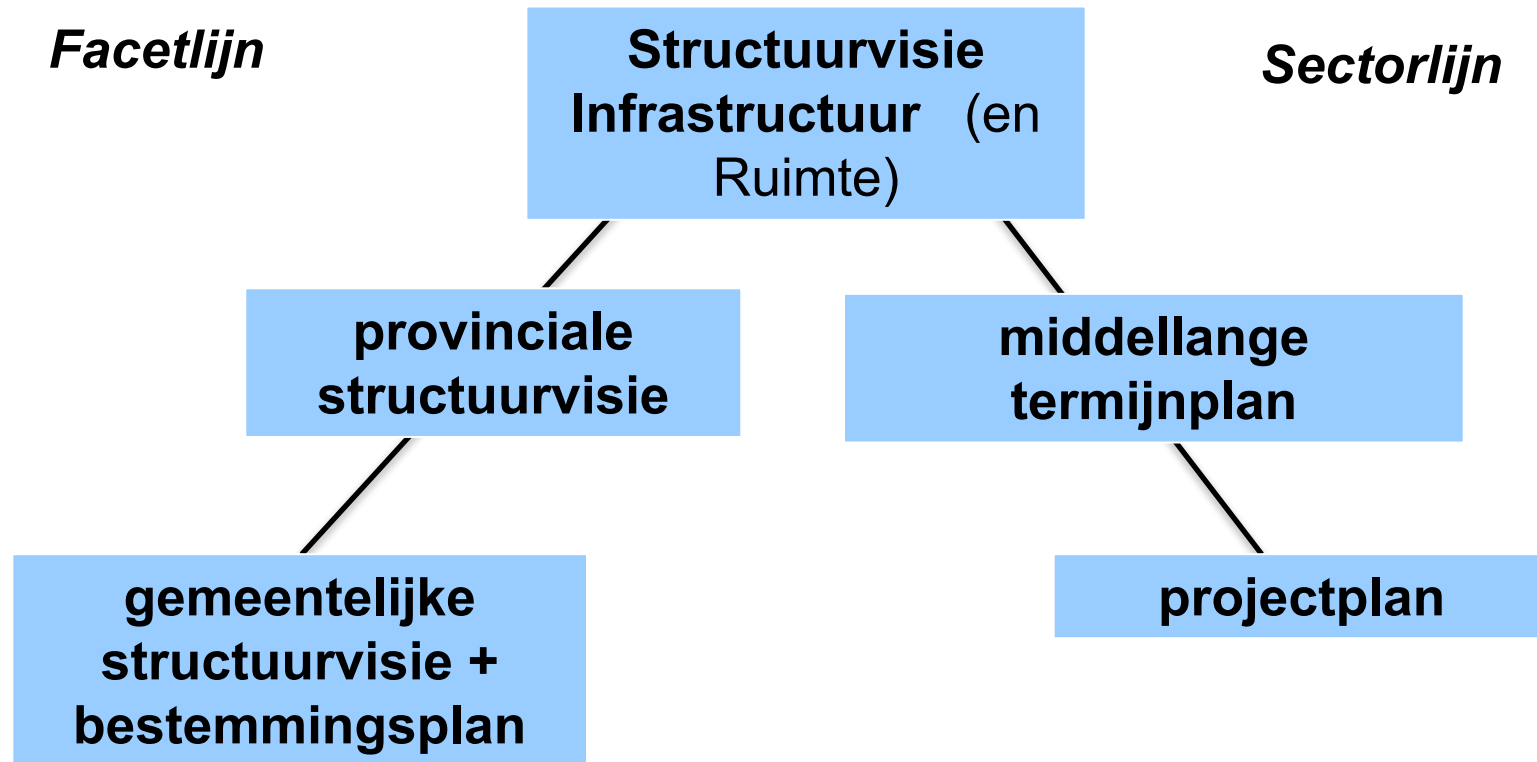 Facetlijn
Structuurvisie
Infrastructuur (en
Ruimte)
Sectorlijn
provinciale
structuurvisie
middellange
termijnplan
gemeentelijke
structuurvisie +
bestemmingsplan
projectplan